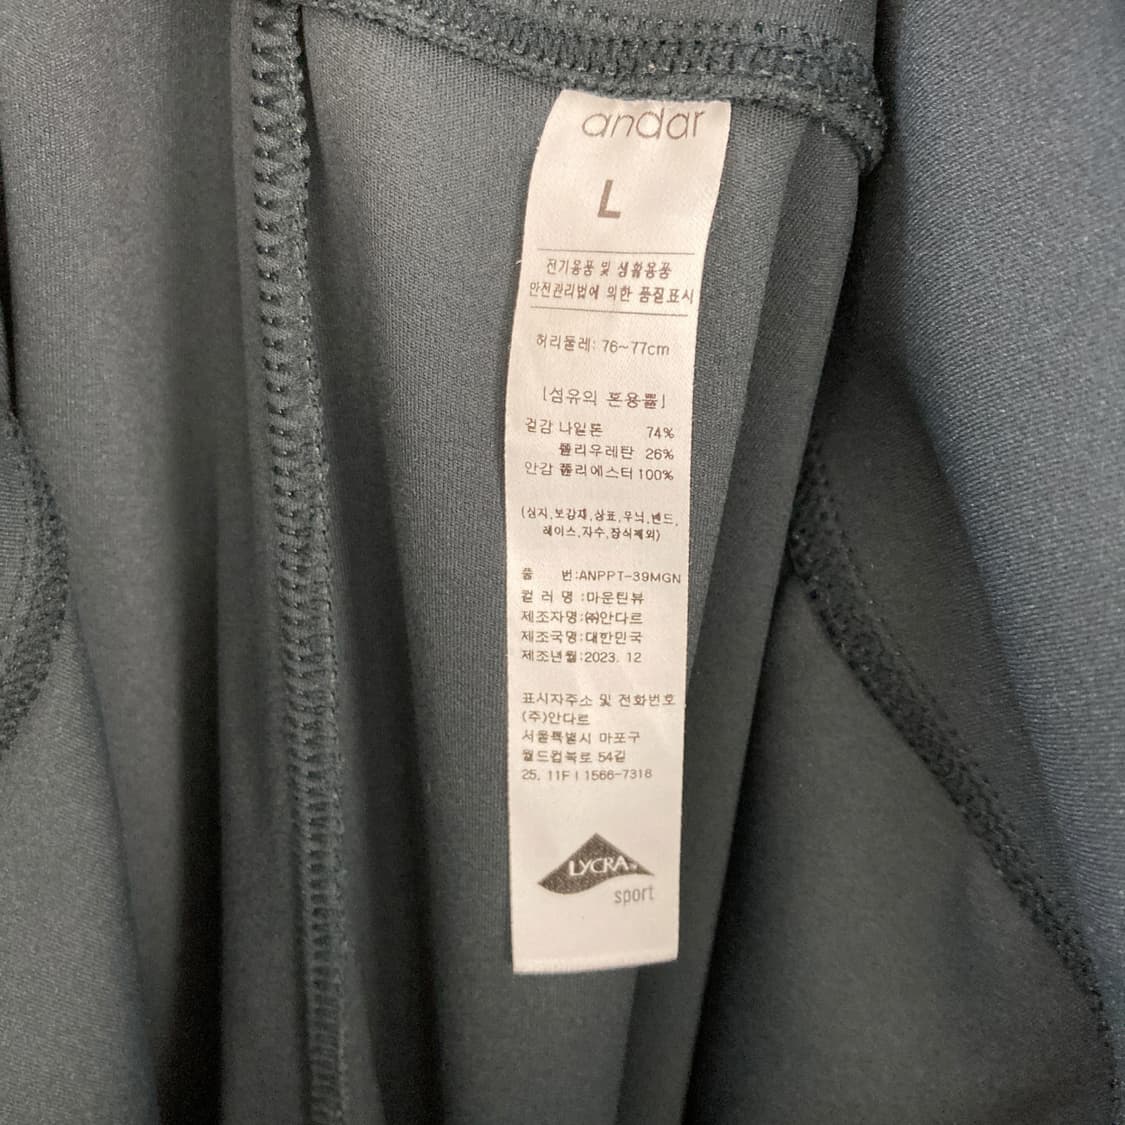 andar
L
전기용품 및 생활용품
안전관리법에 의한 품질표시
허리둘레: 76~77cm
[섬유의 혼용률]
겉감 나일론 74%
폴리우레탄 26%
안감 폴리에스터 100%
(심지,보강재,상표,무늬,밴드,
레이스,자수,장식제외)
품 번:ANPPT-39MGN
컬 러 명 :마운틴뷰
제조자명:㈜안다르
제조국명:대한민국
제조년월:2023. 12
표시자주소 및 전화번호
(주)안다르
서울특별시 마포구
월드컵북로 54길
25, 11F | 1566-7318
LYCRA™
sport